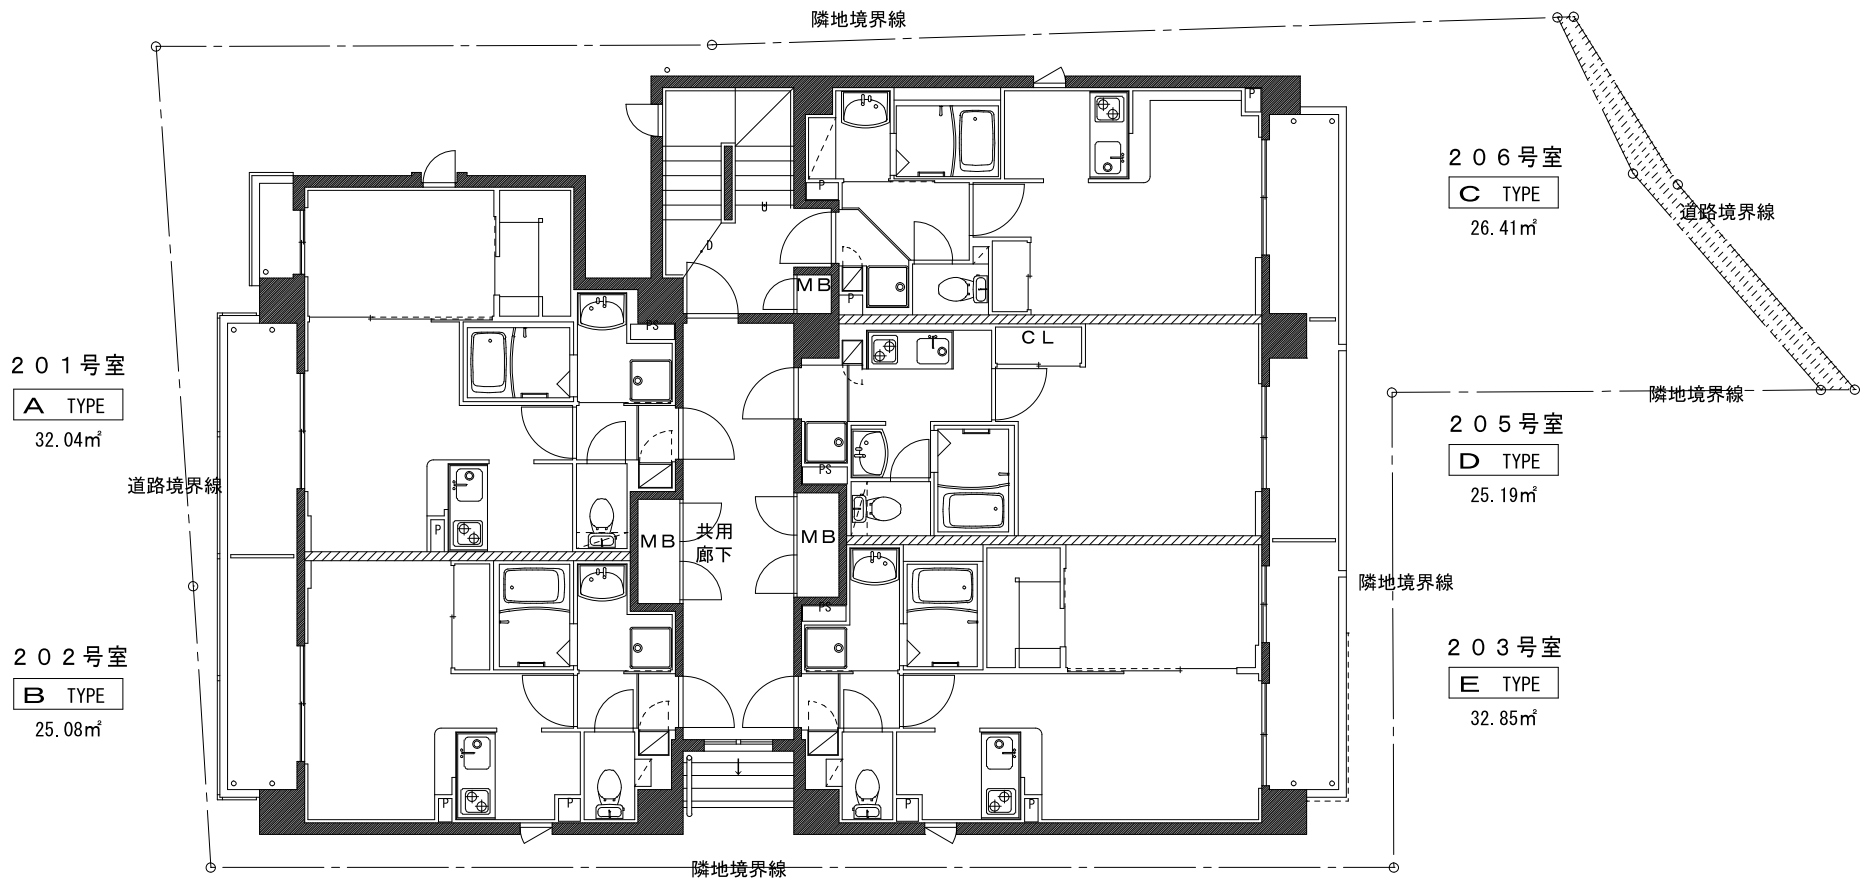 隣地境界線
206号室
C TYPE
26.41㎡
道路境界線
201号室
A TYPE
32.04㎡
道路境界線
202号室
B TYPE
25.08㎡
隣地境界線
205号室
D TYPE
25.19㎡
隣地境界線
203号室
E TYPE
32.85㎡
隣地境界線
P
P
U
D
MB
P
PS
CL
PS
P
MB
共用
廊下
MB
PS
P
P
P
P